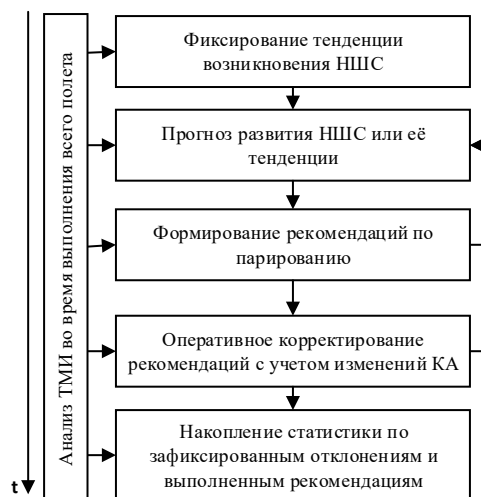 Анализ ТМИ во время выполнения всего полета
Фиксирование тенденции
возникновения НШС
Прогноз развития НШС или её
тенденции
Формирование рекомендаций по
парированию
Оперативное корректирование
рекомендаций с учетом изменений КА
Накопление статистики по
зафиксированным отклонениям и
выполненным рекомендациям
t